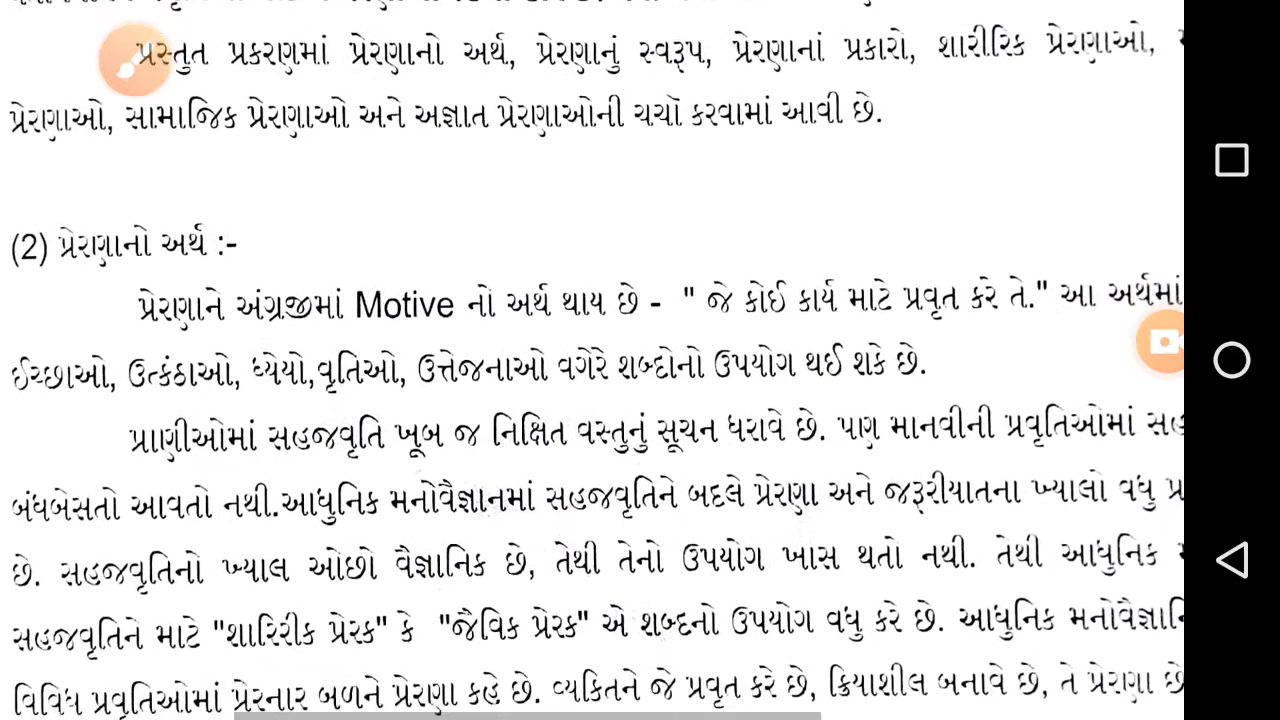 પ્રસ્તુત પ્રકરણમાં પ્રેરણાનો અર્થ, પ્રેરણાનું સ્વરૂપ, પ્રેરણાનાં પ્રકારો, શારીરિક પ્રેરણાઓ,
પ્રેરણાઓ, સામાજિક પ્રેરણાઓ અને અજ્ઞાત પ્રેરણાઓની ચર્ચા કરવામાં આવી છે.
(2) પ્રેરણાનો અર્થ :-
પ્રેરણાને અંગ્રજીમાં Motive નો અર્થ થાય છે - " જે કોઈ કાર્ય માટે પ્રવૃત કરે તે." આ અર્થમાં
ઈચ્છાઓ, ઉત્કંઠાઓ, ધ્યેયો,વૃતિઓ, ઉત્તેજનાઓ વગેરે શબ્દોનો ઉપયોગ થઈ શકે છે.
પ્રાણીઓમાં સહજવૃતિ ખૂબ જ નિશ્ચિત વસ્તુનું સૂચન ધરાવે છે. પણ માનવીની પ્રવૃતિઓમાં
બંધબેસતો આવતો નથી.આધુનિક મનોવૈજ્ઞાનમાં સહજવૃતિને બદલે પ્રેરણા અને જરૂરીયાતના ખ્યાલો વધુ
છે. સહજવૃતિનો ખ્યાલ ઓછો વૈજ્ઞાનિક છે, તેથી તેનો ઉપયોગ ખાસ થતો નથી. તેથી આધુનિક
સહજવૃતિને માટે "શારિરીક પ્રેરક" કે "જૈવિક પ્રેરક" એ શબ્દનો ઉપયોગ વધુ કરે છે. આધુનિક
વિવિધ પ્રવૃતિઓમાં પ્રેરનાર બળને પ્રેરણા કહે છે. વ્યકિતને જે પ્રવૃત કરે છે, ક્રિયાશીલ બનાવે છે, તે પ્રેરણા છે